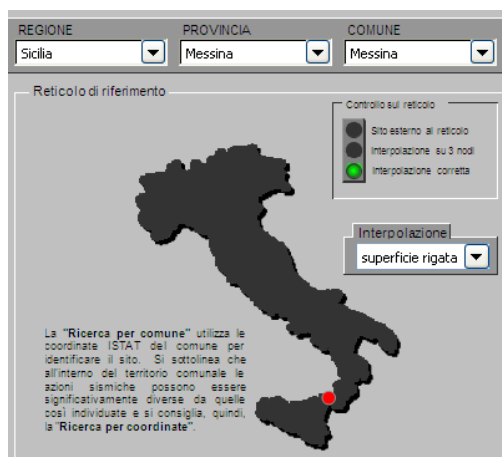 REGIONE PROVINCIA COMUNE
Sicilia Messina Messina
Reticolo di riferimento
Controllo sul reticolo
Sito esterno al reticolo
Interpolazione su 3 nodi
Interpolazione corretta
Interpolazione
superficie rigata
La "Ricerca per comune" utilizza le
coordinate ISTAT del comune per
identificare il sito. Si sottolinea che
all'interno del territorio comunale le
azioni sismiche possono essere
significativamente diverse da quelle
così individuate e si consiglia, quindi,
la "Ricerca per coordinate".